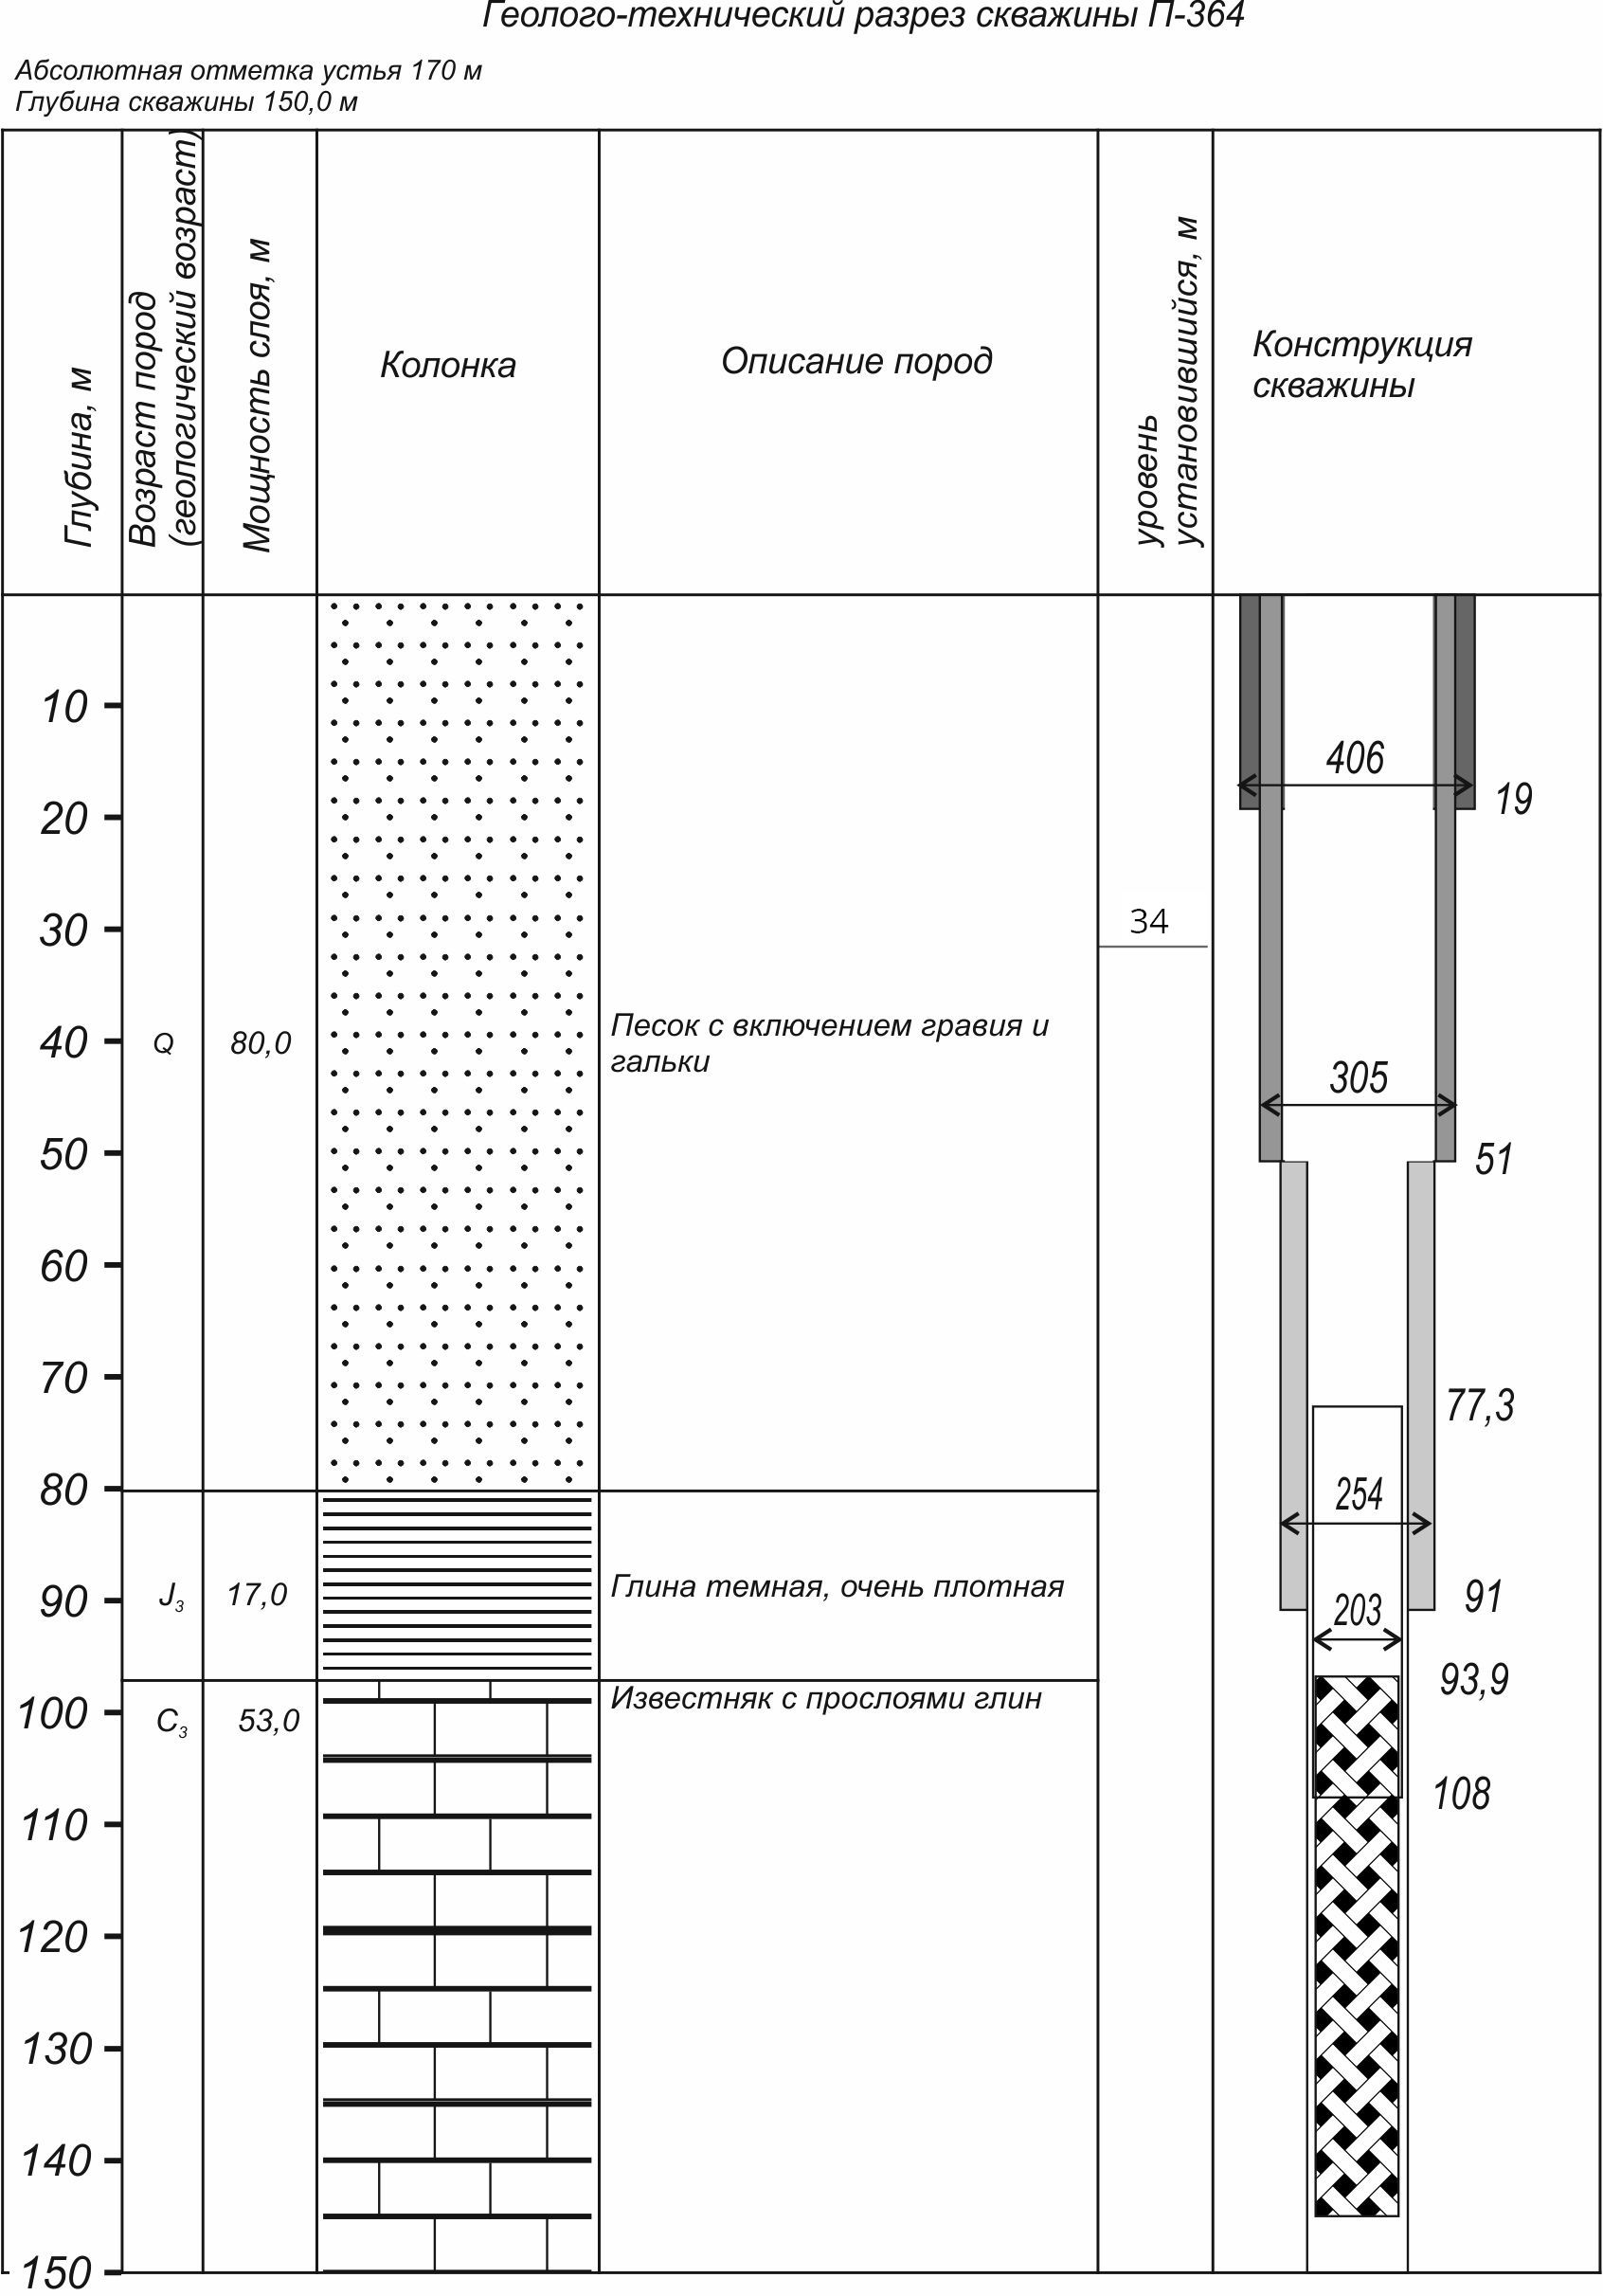 Геолого-технический разрез скважины П-364
Абсолютная отметка устья 170 м
Глубина скважины 150,0 м
Глубина, м
Возраст пород
(геологический возраст)
Мощность слоя, м
Колонка
Описание пород
уровень
установившийся, м
Конструкция
скважины
10
20
30
40
50
60
70
80
90
100
110
120
130
140
150
Q
80,0
Песок с включением гравия и
гальки
J3
17,0
Глина темная, очень плотная
C3
53,0
Известняк с прослоями глин
34
406
19
305
51
77,3
254
91
203
93,9
108